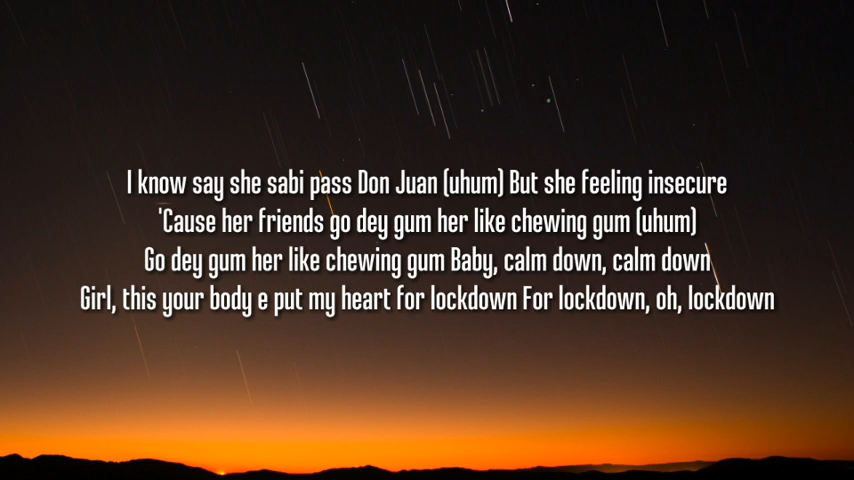 I know say she sabi pass Don Juan (uhum) But she feeling insecure
'Cause her friends go dey gum her like chewing gum (uhum)
Go dey gum her like chewing gum Baby, calm down, calm down
Girl, this your body e put my heart for lockdown For lockdown, oh, lockdown